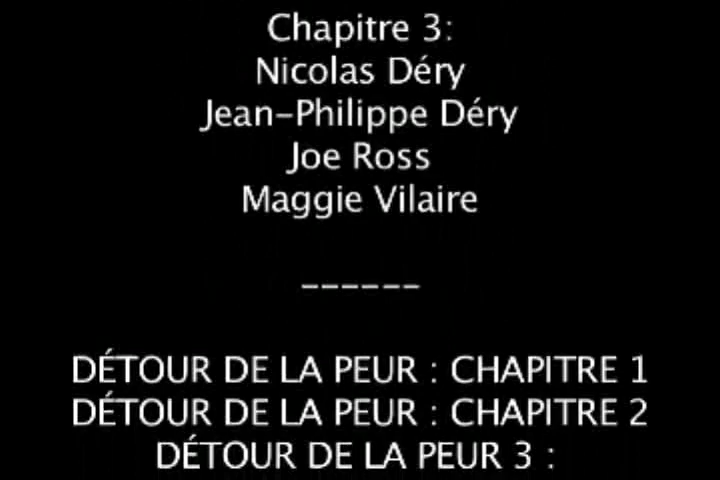 Chapitre 3:
Nicolas Déry
Jean-Philippe Déry
Joe Ross
Maggie Vilaire
------
DÉTOUR DE LA PEUR : CHAPITRE 1
DÉTOUR DE LA PEUR : CHAPITRE 2
DÉTOUR DE LA PEUR 3 :